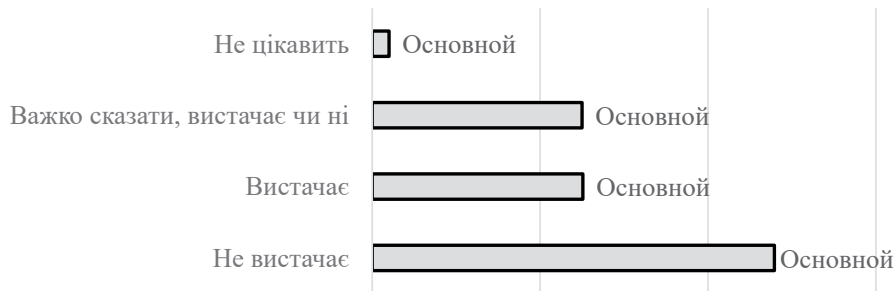 Не цікавить Основной
Важко сказати, вистачає чи ні Основной
Вистачає Основной
Не вистачає Основной